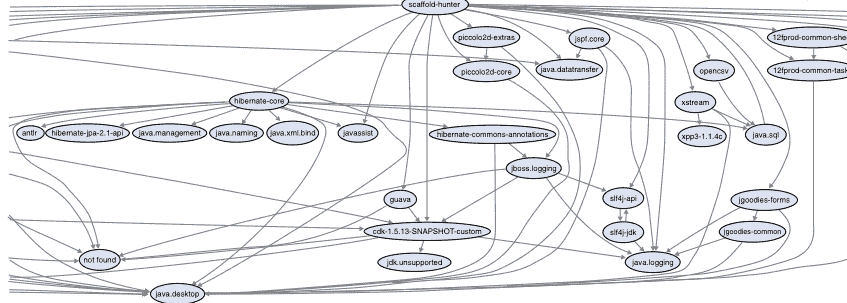 scaffold-hunter
piccolo2d-extras
jspf.core
12fprod-common-she
piccolo2d-core
java.datatransfer
opencsv
12fprod-common-task
hibernate-core
xstream
antlr
hibernate-jpa-2.1-api
java.management
java.naming
java.xml.bind
javassist
hibernate-commons-annotations
xpp3-1.1.4c
java.sql
jboss.logging
guava
slf4j-api
jgoodies-forms
cdk-1.5.13-SNAPSHOT-custom
slf4j-jdk
jgoodies-common
not found
jdk.unsupported
java.logging
java.desktop